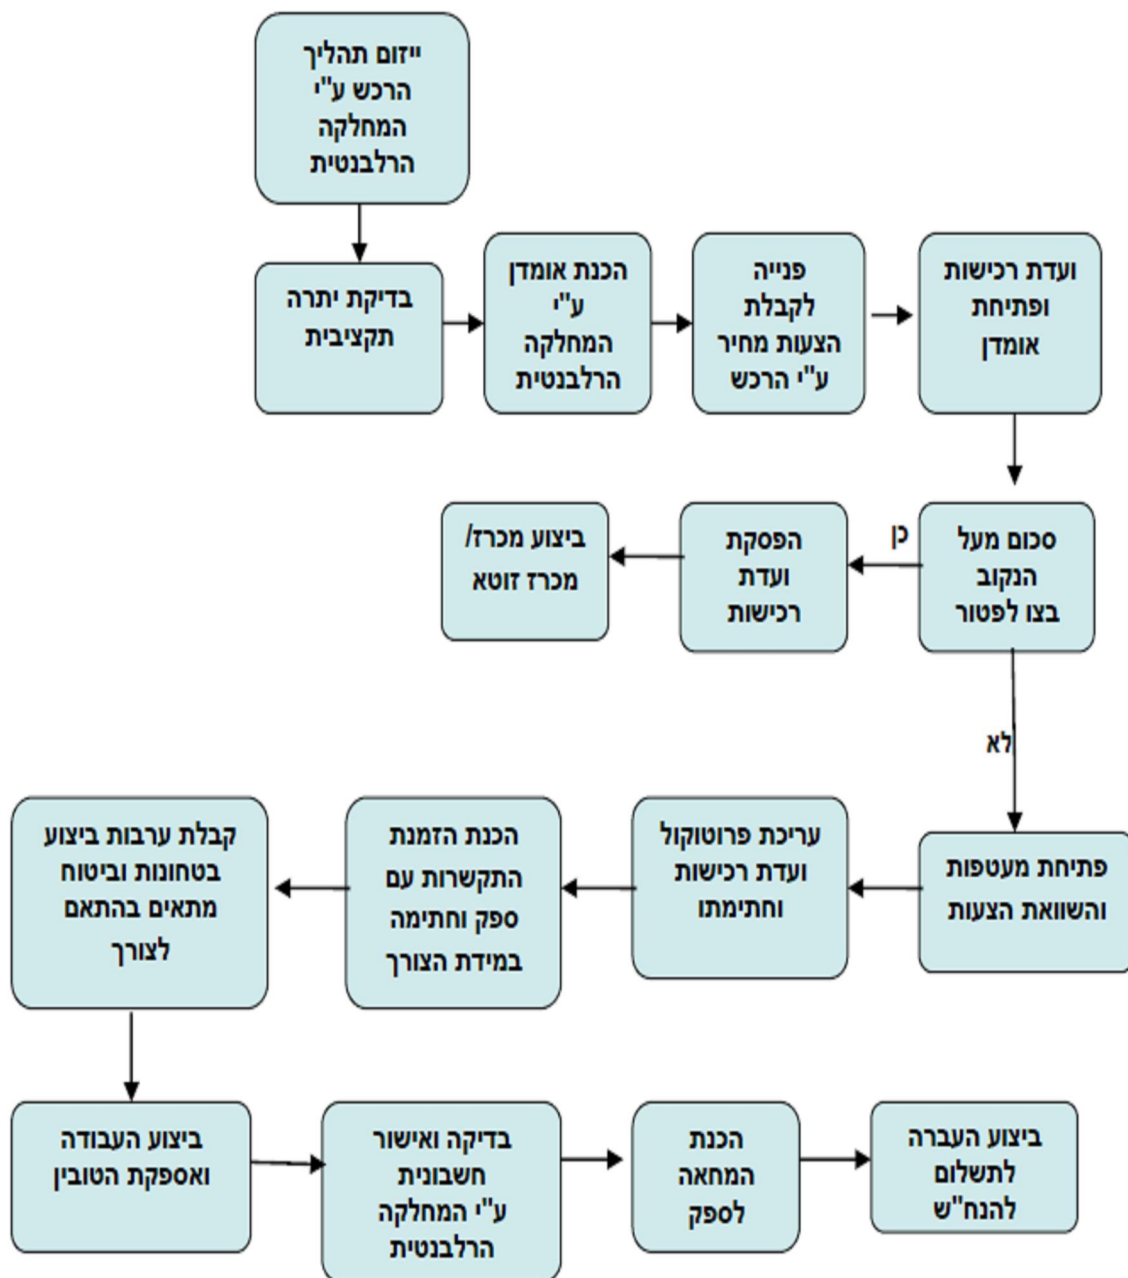 ייזום תהליך
הרכש ע"י
המחלקה
הרלבנטית
בדיקת יתרה
תקציבית
הכנת אומדן
ע"י
המחלקה
הרלבנטית
פנייה
לקבלת
הצעות מחיר
ע"י הרכש
ועדת רכישות
ופתיחת
אומדן
סכום מעל
הנקוב
בצו לפטור
כן
הפסקת
ועדת
רכישות
ביצוע מכרז/
מכרז זוטא
לא
פתיחת מעטפות
והשוואת הצעות
עריכת פרוטוקול
ועדת רכישות
וחתימתו
הכנת הזמנת
התקשרות עם
ספק וחתימה
במידת הצורך
קבלת ערבות ביצוע
בטחונות וביטוח
מתאים בהתאם
לצורך
ביצוע העבודה
ואספקת הטובין
בדיקה ואישור
חשבונית
ע"י המחלקה
הרלבנטית
הכנת
המחאה
לספק
ביצוע העברה
לתשלום
להנח"ש